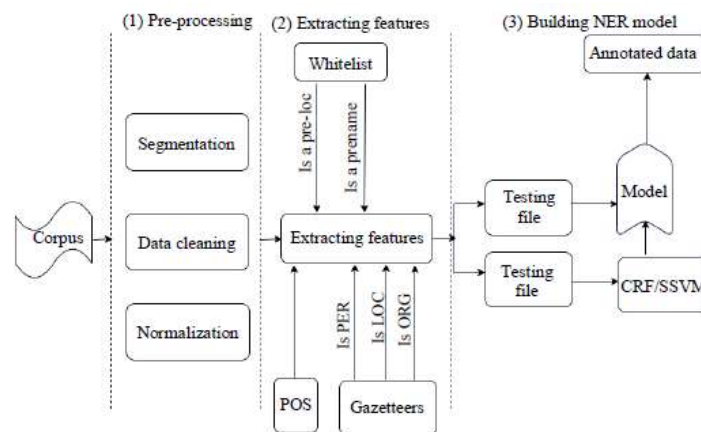 (1) Pre-processing
(2) Extracting features
(3) Building NER model
Annotated data
Whitelist
Is a pre-loc
Is a prename
Segmentation
Model
Testing
file
Corpus
Data cleaning
Extracting features
Testing
file
CRF/SSVM
Normalization
Is PER
Is LOC
Is ORG
POS
Gazetteers